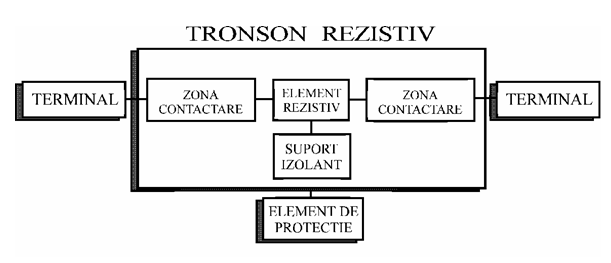 TRONSON REZISTIV
TERMINAL
ZONA
CONTACTARE
ELEMENT
REZISTIV
ZONA
CONTACTARE
TERMINAL
SUPORT
IZOLANT
ELEMENT DE
PROTECTIE